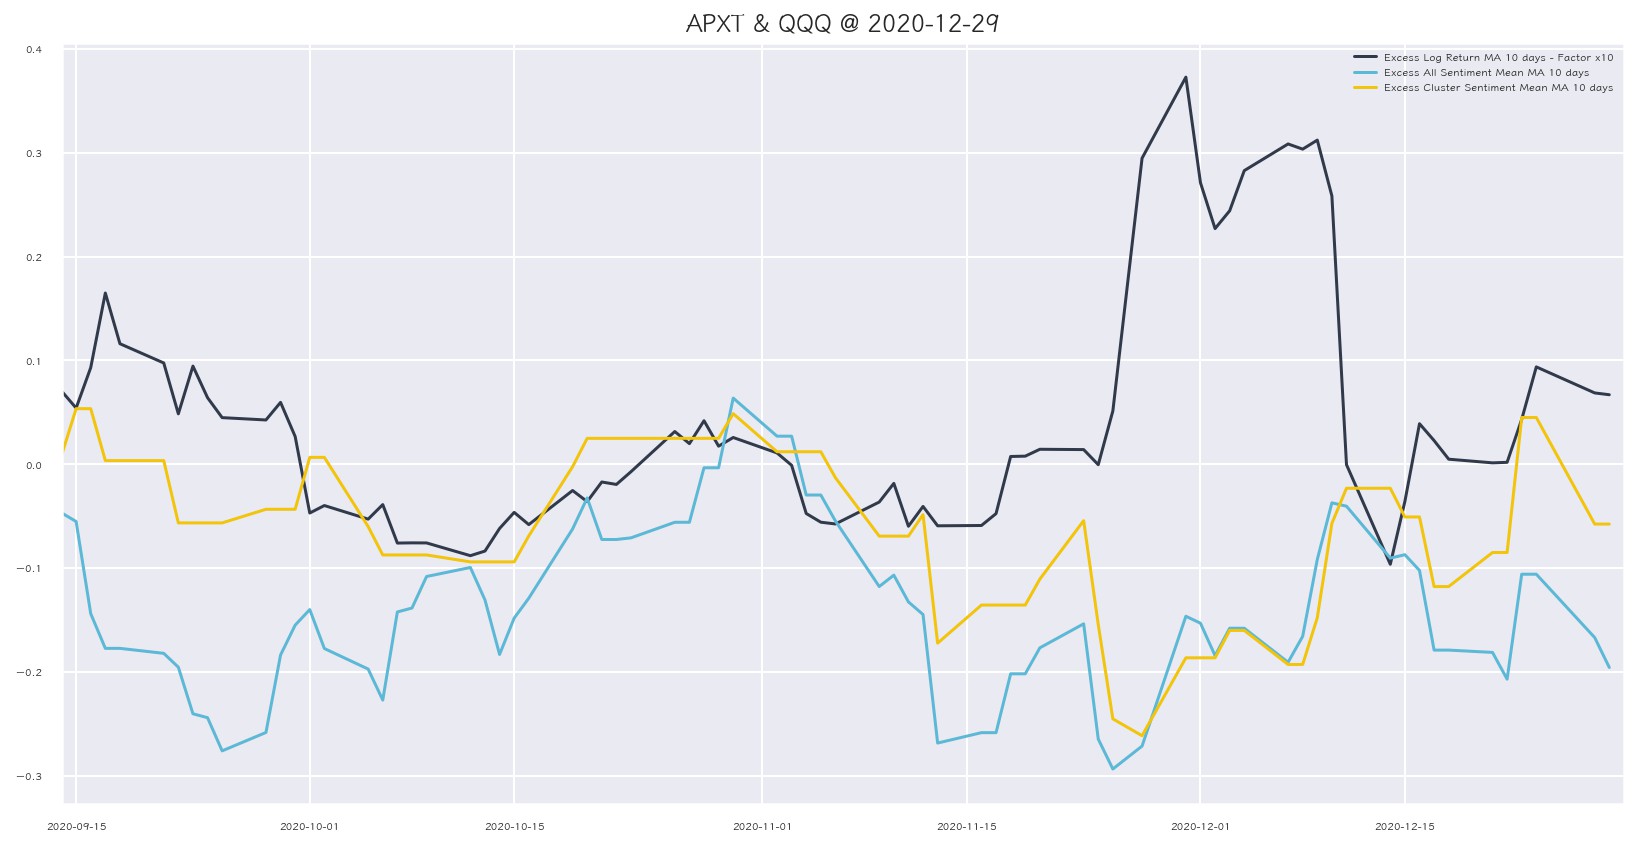 APXT & QQQ @ 2020-12-29
Excess Log Return MA 10 days - Factor x10
Excess All Sentiment Mean MA 10 days
Excess Cluster Sentiment Mean MA 10 days
0.4
0.3
0.2
0.1
0.0
−0.1
−0.2
−0.3
2020-09-15 2020-10-01 2020-10-15 2020-11-01 2020-11-15 2020-12-01 2020-12-15